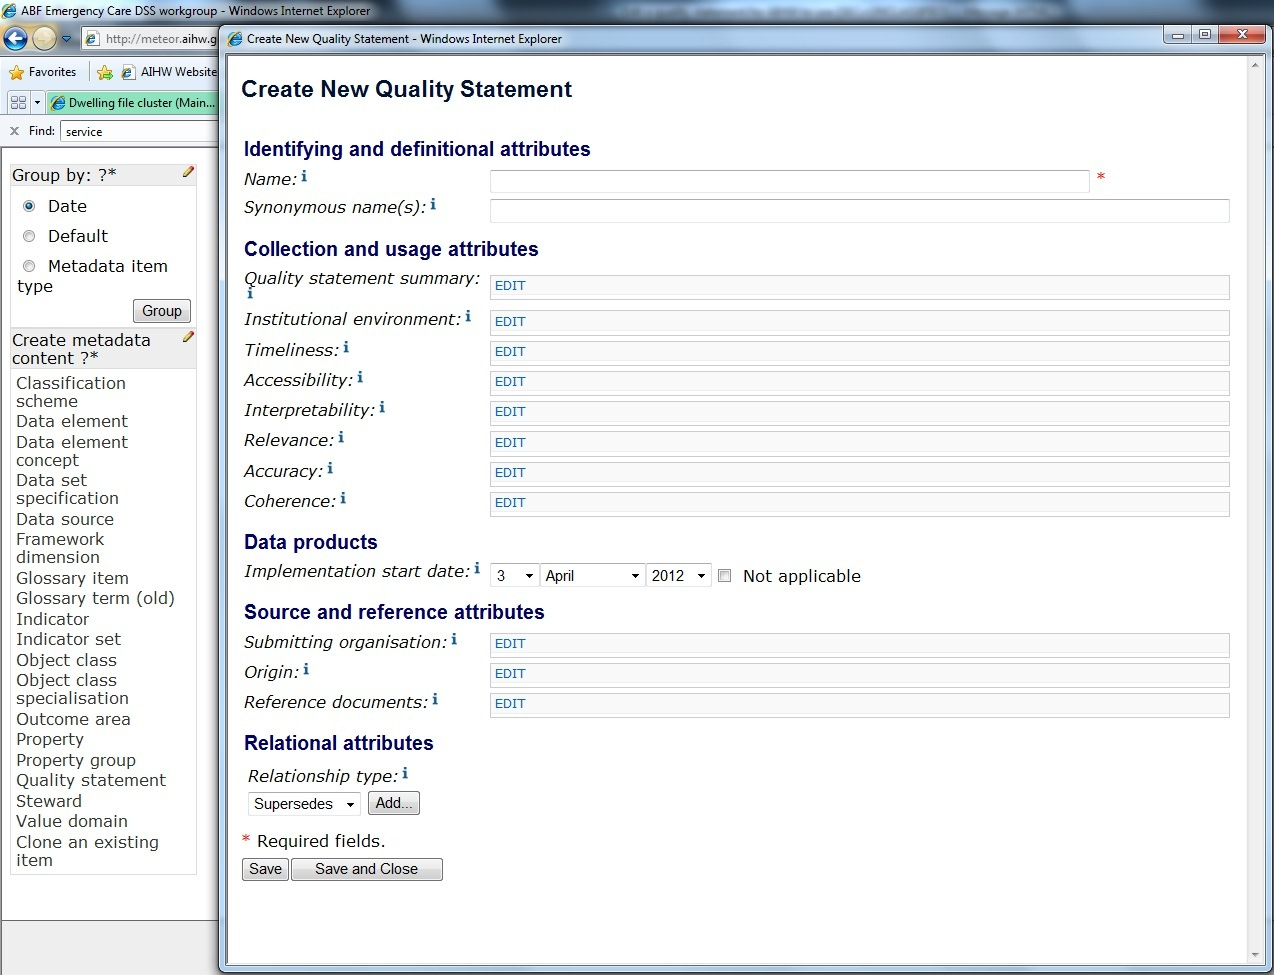 ABF Emergency Care DSS workgroup - Windows Internet Explorer
http://meteor.aihw.g
Favorites
AIHW Website
Dwelling file cluster (Main...
Find: service
Group by: ?*
Date
Default
Metadata item
type
Group
Create metadata
content ?*
Classification
scheme
Data element
Data element
concept
Data set
specification
Data source
Framework
dimension
Glossary item
Glossary term (old)
Indicator
Indicator set
Object class
Object class
specialisation
Outcome area
Property
Property group
Quality statement
Steward
Value domain
Clone an existing
item
Create New Quality Statement - Windows Internet Explorer
Create New Quality Statement
Identifying and definitional attributes
Name: i *
Synonymous name(s): i
Collection and usage attributes
Quality statement summary: i EDIT
Institutional environment: i EDIT
Timeliness: i EDIT
Accessibility: i EDIT
Interpretability: i EDIT
Relevance: i EDIT
Accuracy: i EDIT
Coherence: i EDIT
Data products
Implementation start date: i 3 April 2012 Not applicable
Source and reference attributes
Submitting organisation: i EDIT
Origin: i EDIT
Reference documents: i EDIT
Relational attributes
Relationship type: i
Supersedes Add...
* Required fields.
Save Save and Close